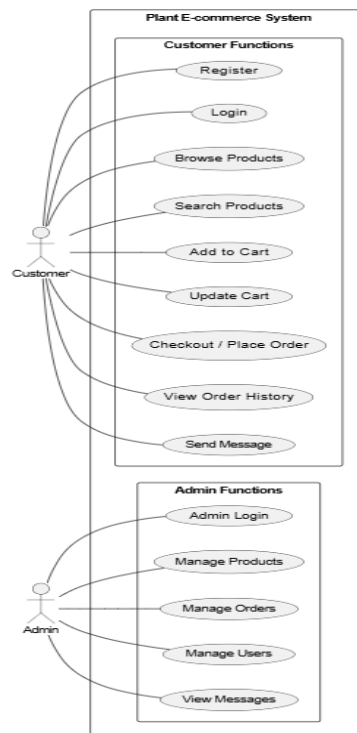 Plant E-commerce System
Customer Functions
Register
Login
Browse Products
Search Products
Customer
Add to Cart
Update Cart
Checkout / Place Order
View Order History
Send Message
Admin Functions
Admin Login
Manage Products
Manage Orders
Admin
Manage Users
View Messages